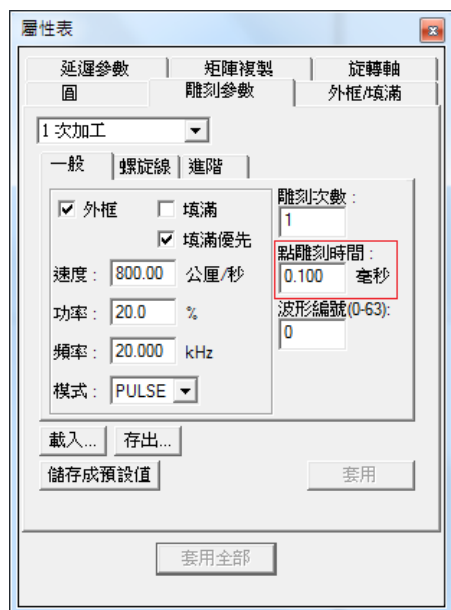 屬性表
延遲參數 矩陣複製 旋轉軸
圓 雕刻參數 外框/填滿
1 次加工
一般 螺旋線 進階
外框 填滿
填滿優先
速度： 800.00 公厘/秒
功率： 20.0 %
頻率： 20.000 kHz
模式： PULSE
雕刻次數：
1
點雕刻時間：
0.100 毫秒
波形編號(0-63):
0
載入... 存出...
儲存成預設值 套用
套用全部